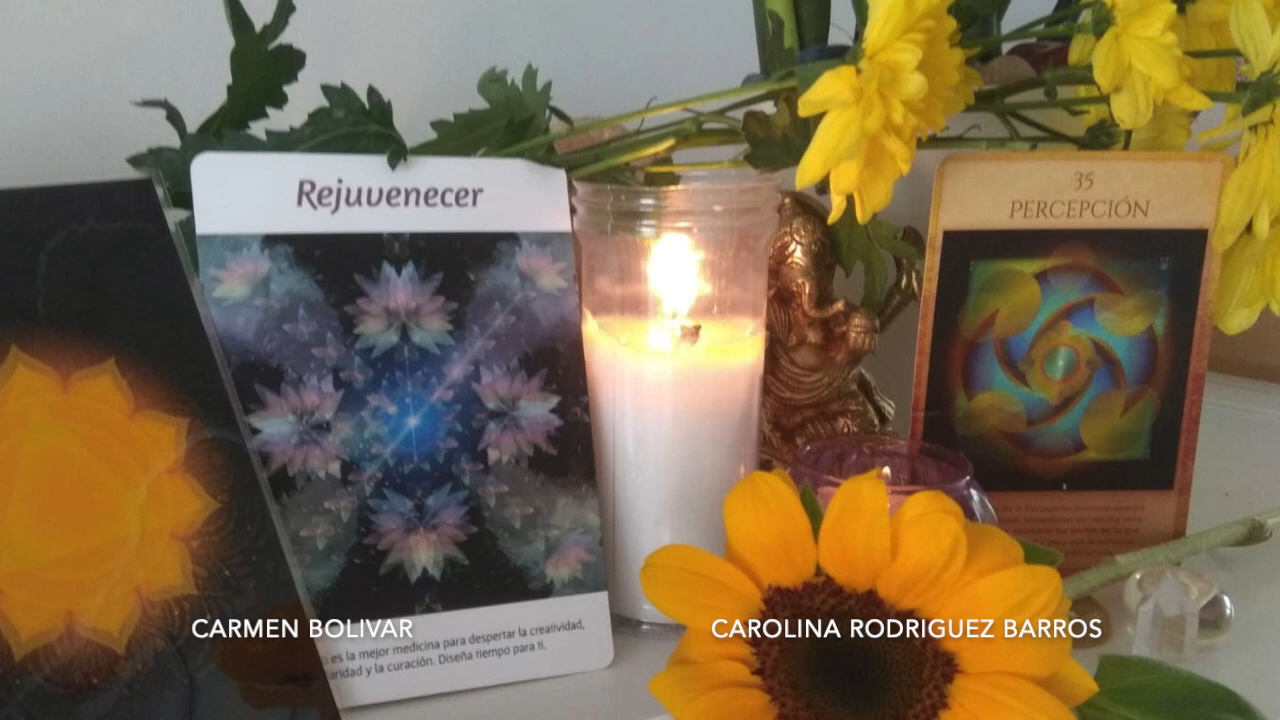 Rejuvenecer
35
PERCEPCIÓN
es la mejor medicina para despertar la creatividad,
y la curación. Diseña tiempo para ti.
CARMEN BOLIVAR
CAROLINA RODRIGUEZ BARROS